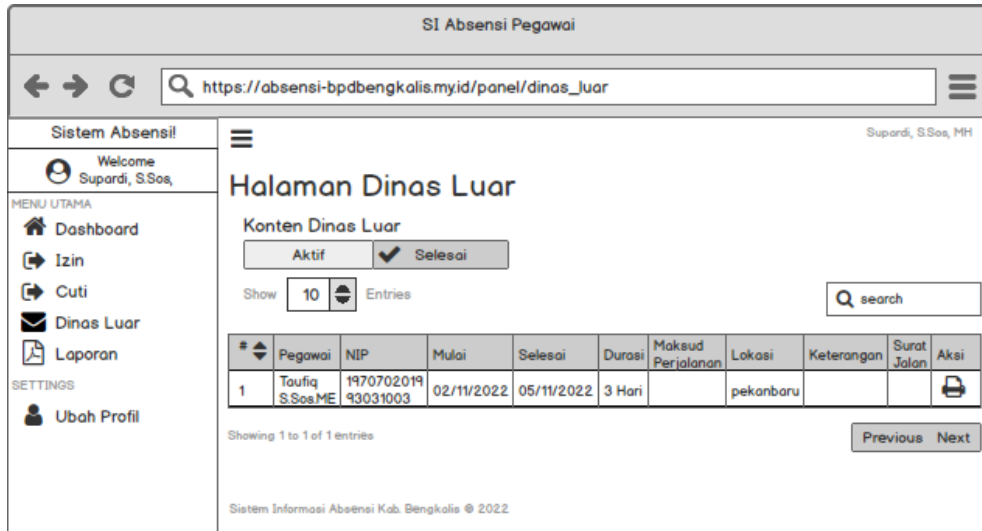 SI Absensi Pegawai
https://absensi-bpdbengkalis.my.id/panel/dinas_luar
Sistem Absensi!
Supardi, S.Sos, MH
Welcome
Supardi, S.Sos,
MENU UTAMA
Dashboard
Izin
Cuti
Dinas Luar
Laporan
SETTINGS
Ubah Profil
Halaman Dinas Luar
Konten Dinas Luar
Aktif Selesai
Show 10 Entries
search
# Pegawai NIP Mulai Selesai Durasi Maksud Perjalanan Lokasi Keterangan Surat Jalan Aksi
1 Taufiq S.Sos.ME 1970702019 93031003 02/11/2022 05/11/2022 3 Hari pekanbaru
Showing 1 to 1 of 1 entries
Previous Next
Sistem Informasi Absensi Kab. Bengkalis © 2022